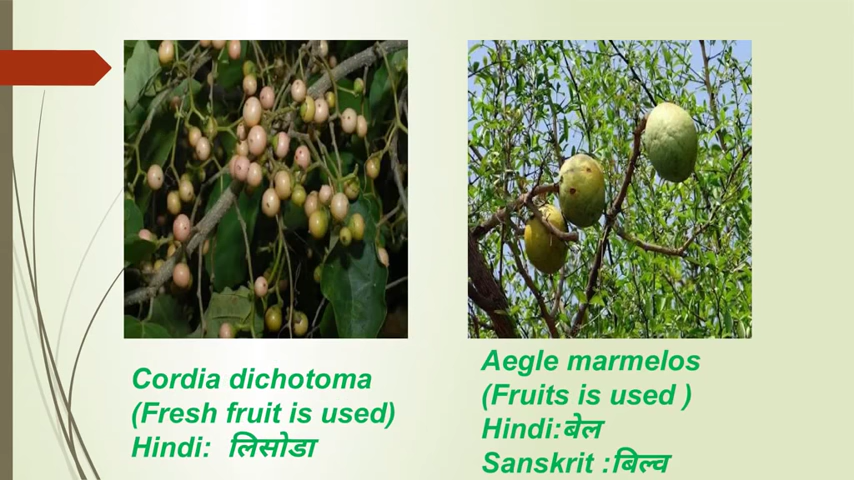 Cordia dichotoma
(Fresh fruit is used)
Hindi: लिसोडा
Aegle marmelos
(Fruits is used )
Hindi:बेल
Sanskrit :बिल्व